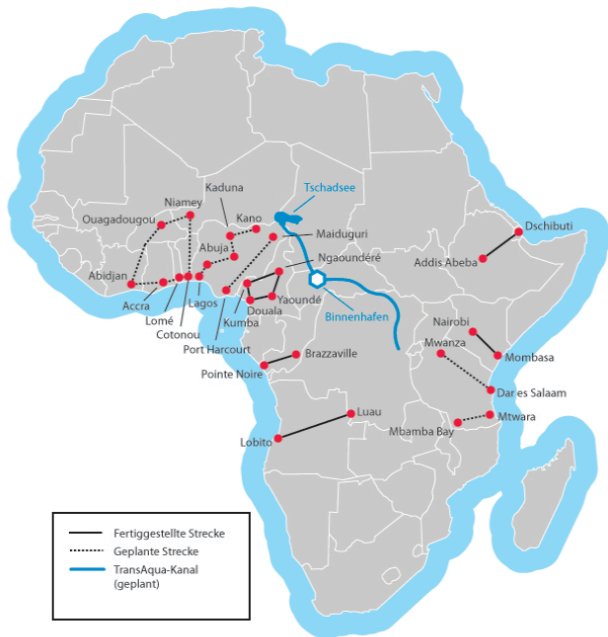 Tschadsee
Kaduna
Niamey
Kano
Ouagadougou
Maiduguri
Abuja
Dschibuti
Ngaoundéré
Addis Abeba
Abidjan
Lagos
Accra
Yaoundé
Douala
Lomé
Kumba
Binnenhafen
Cotonou
Port Harcourt
Nairobi
Mwanza
Brazzaville
Mombasa
Pointe Noire
Dar es Salaam
Luau
Mtwara
Mbamba Bay
Lobito
Fertiggestellte Strecke
Geplante Strecke
TransAqua-Kanal
(geplant)